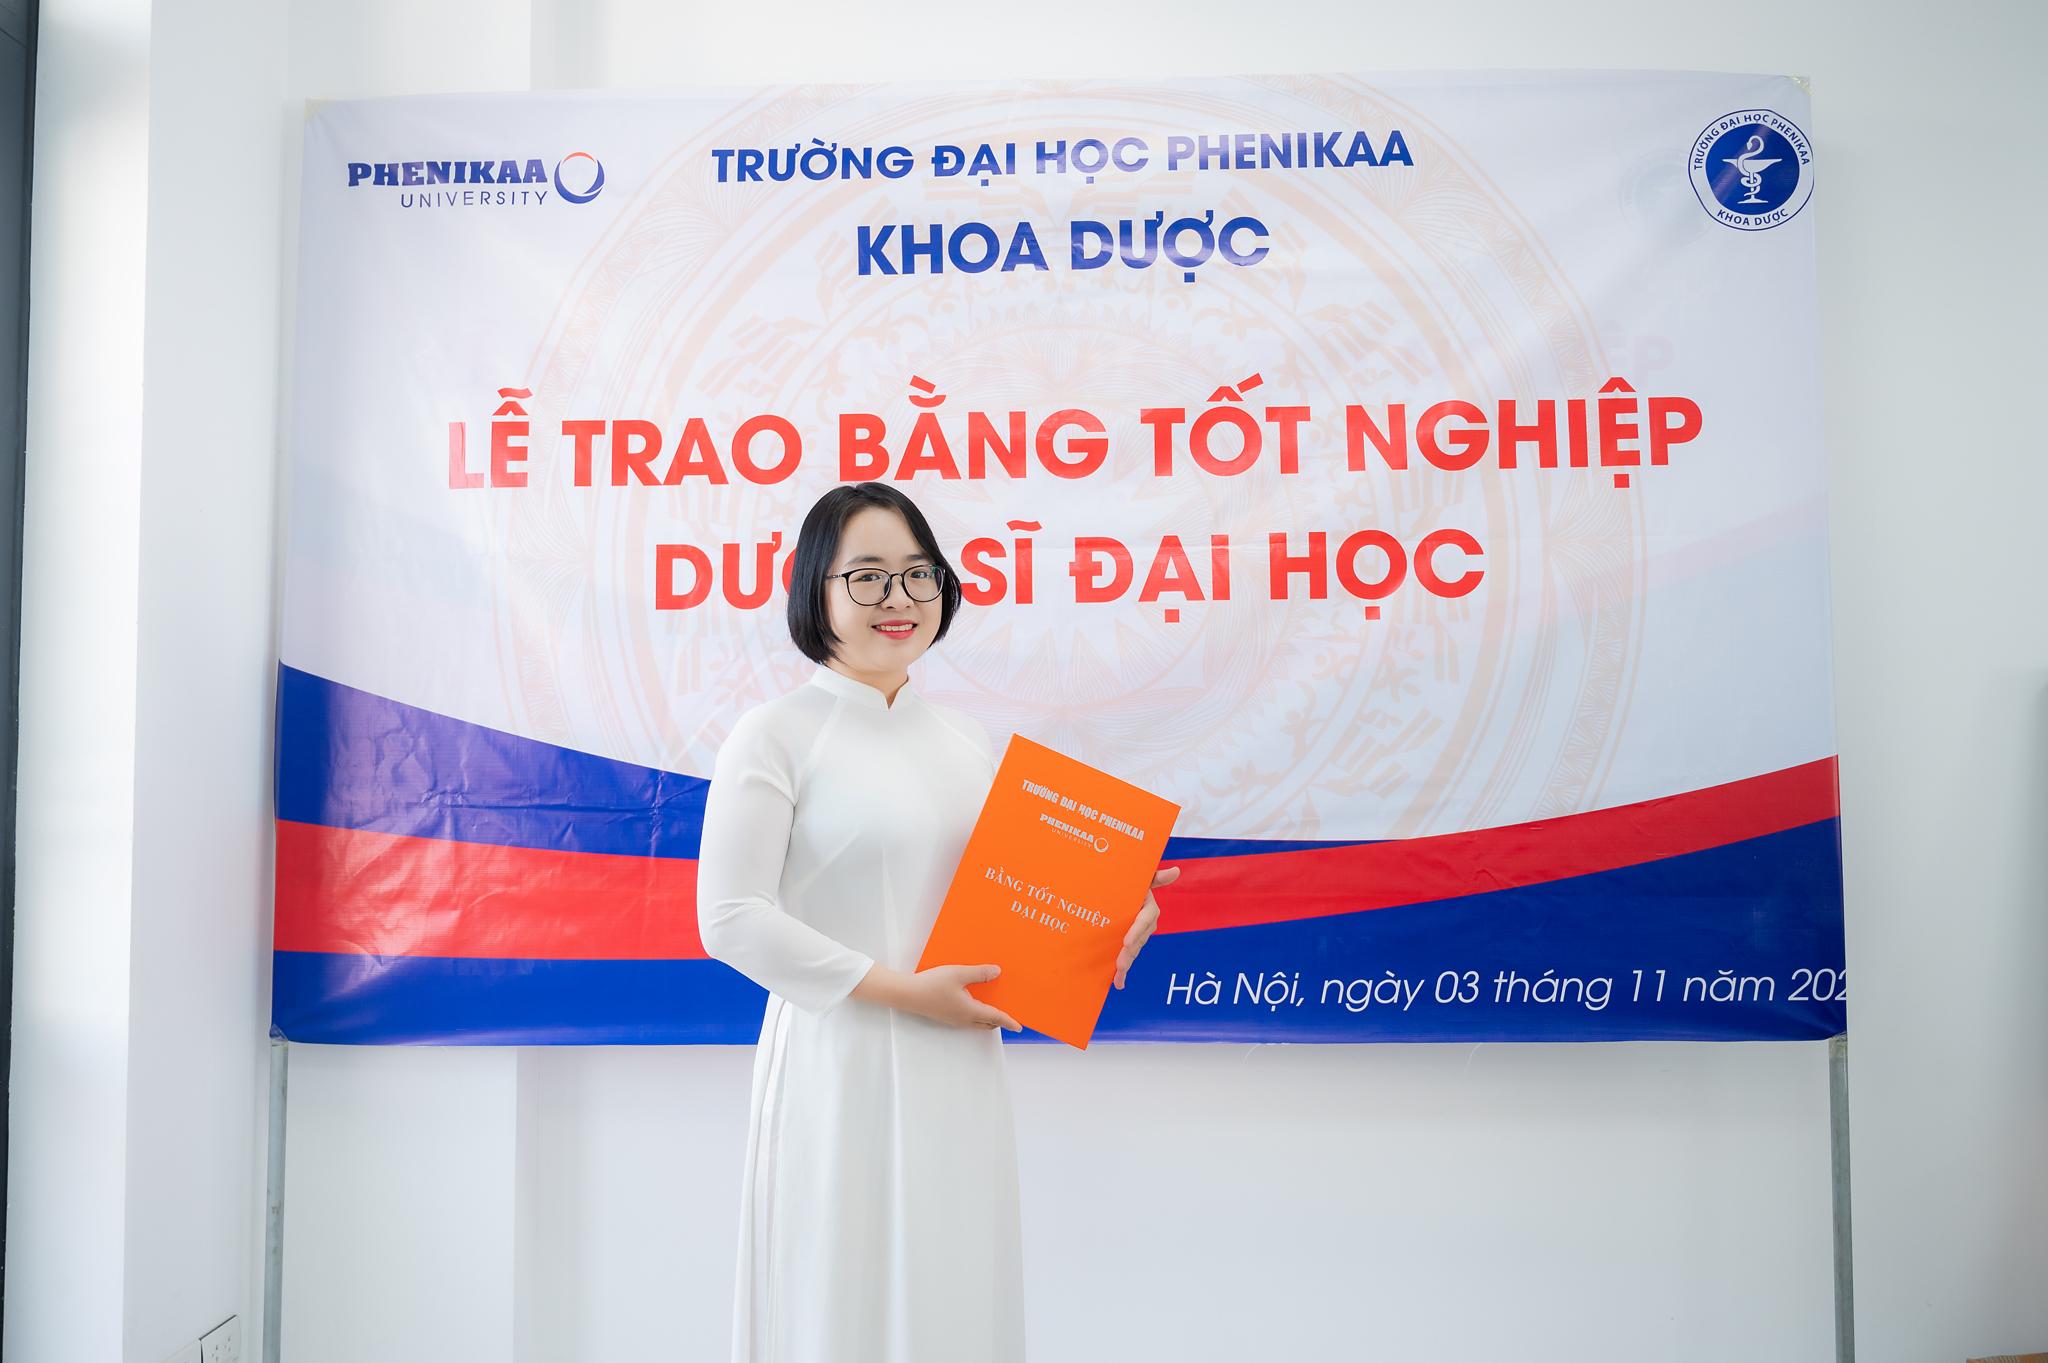 PHENIKAA
UNIVERSITY
TRƯỜNG ĐẠI HỌC PHENIKAA
KHOA DƯỢC
TRƯỜNG ĐẠI HỌC PHENIKAA
KHOA DƯỢC
LỄ TRAO BẰNG TỐT NGHIỆP
SĨ ĐẠI HỌC
TRƯỜNG ĐẠI HỌC PHENIKAA
PHENIKAA
UNIVERSITY
BẰNG TỐT NGHIỆP
ĐẠI HỌC
Hà Nội, ngày 03 tháng 11 năm